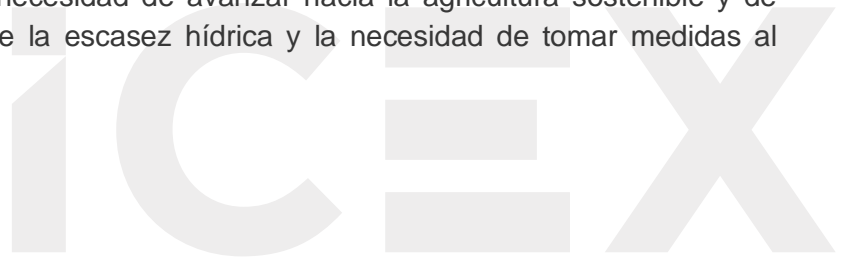 necesidad de avanzar hacia la agricultura sostenible y de
e la escasez hídrica y la necesidad de tomar medidas al
iCEX